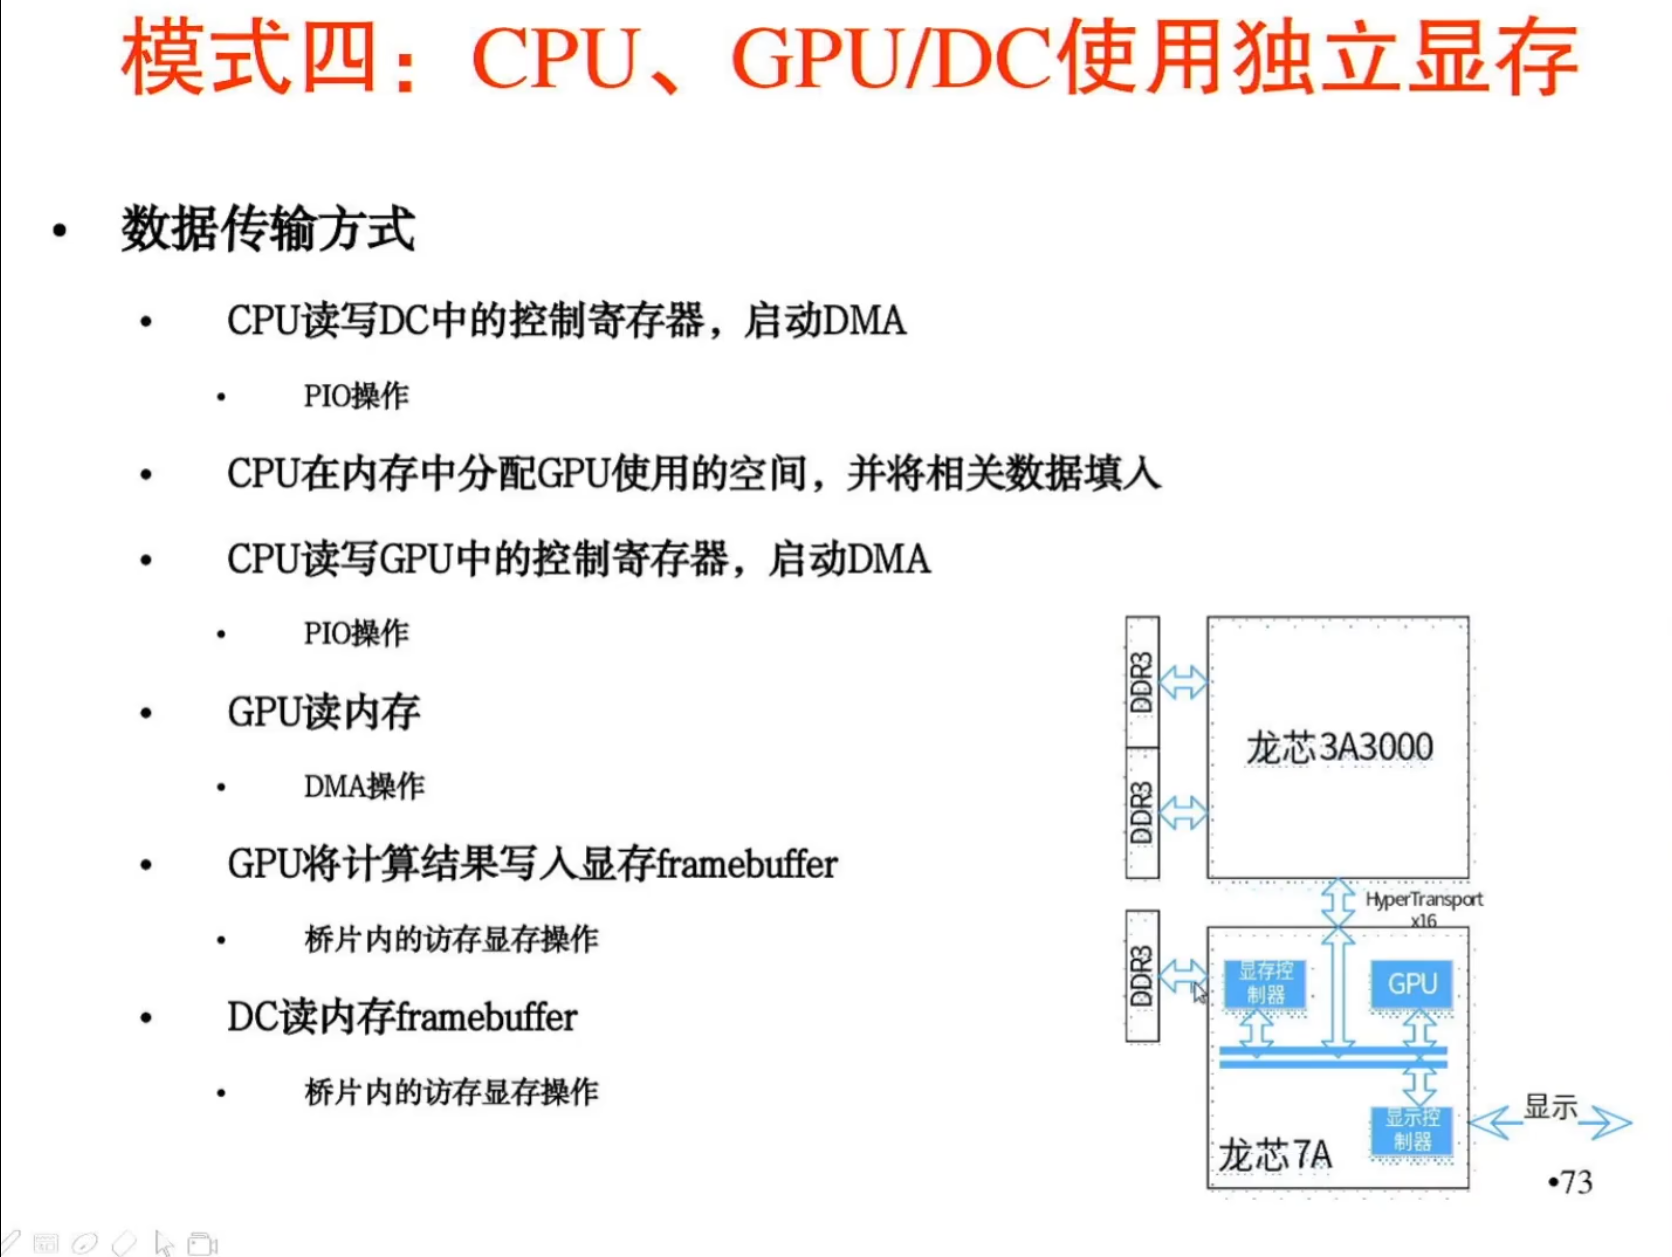 模式四：CPU、GPU/DC使用独立显存
• 数据传输方式
• CPU读写DC中的控制寄存器，启动DMA
• PIO操作
• CPU在内存中分配GPU使用的空间，并将相关数据填入
• CPU读写GPU中的控制寄存器，启动DMA
• PIO操作
• GPU读内存
• DMA操作
• GPU将计算结果写入显存framebuffer
• 桥片内的访存显存操作
• DC读内存framebuffer
• 桥片内的访存显存操作
DDR3
DDR3
龙芯3A3000
HyperTransport
x16
DDR3
显存控
制器
GPU
显示控
制器
龙芯7A
显示
•73